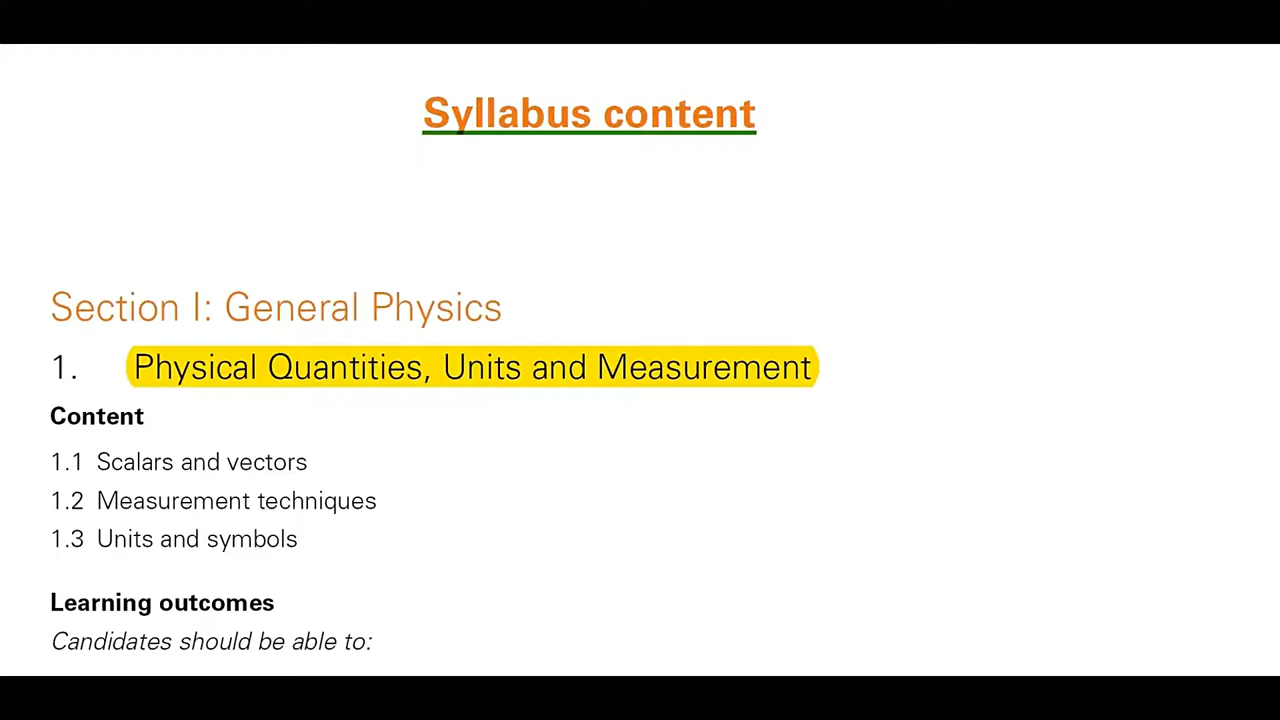 Syllabus content
Section I: General Physics
1. Physical Quantities, Units and Measurement
Content
1.1 Scalars and vectors
1.2 Measurement techniques
1.3 Units and symbols
Learning outcomes
Candidates should be able to: